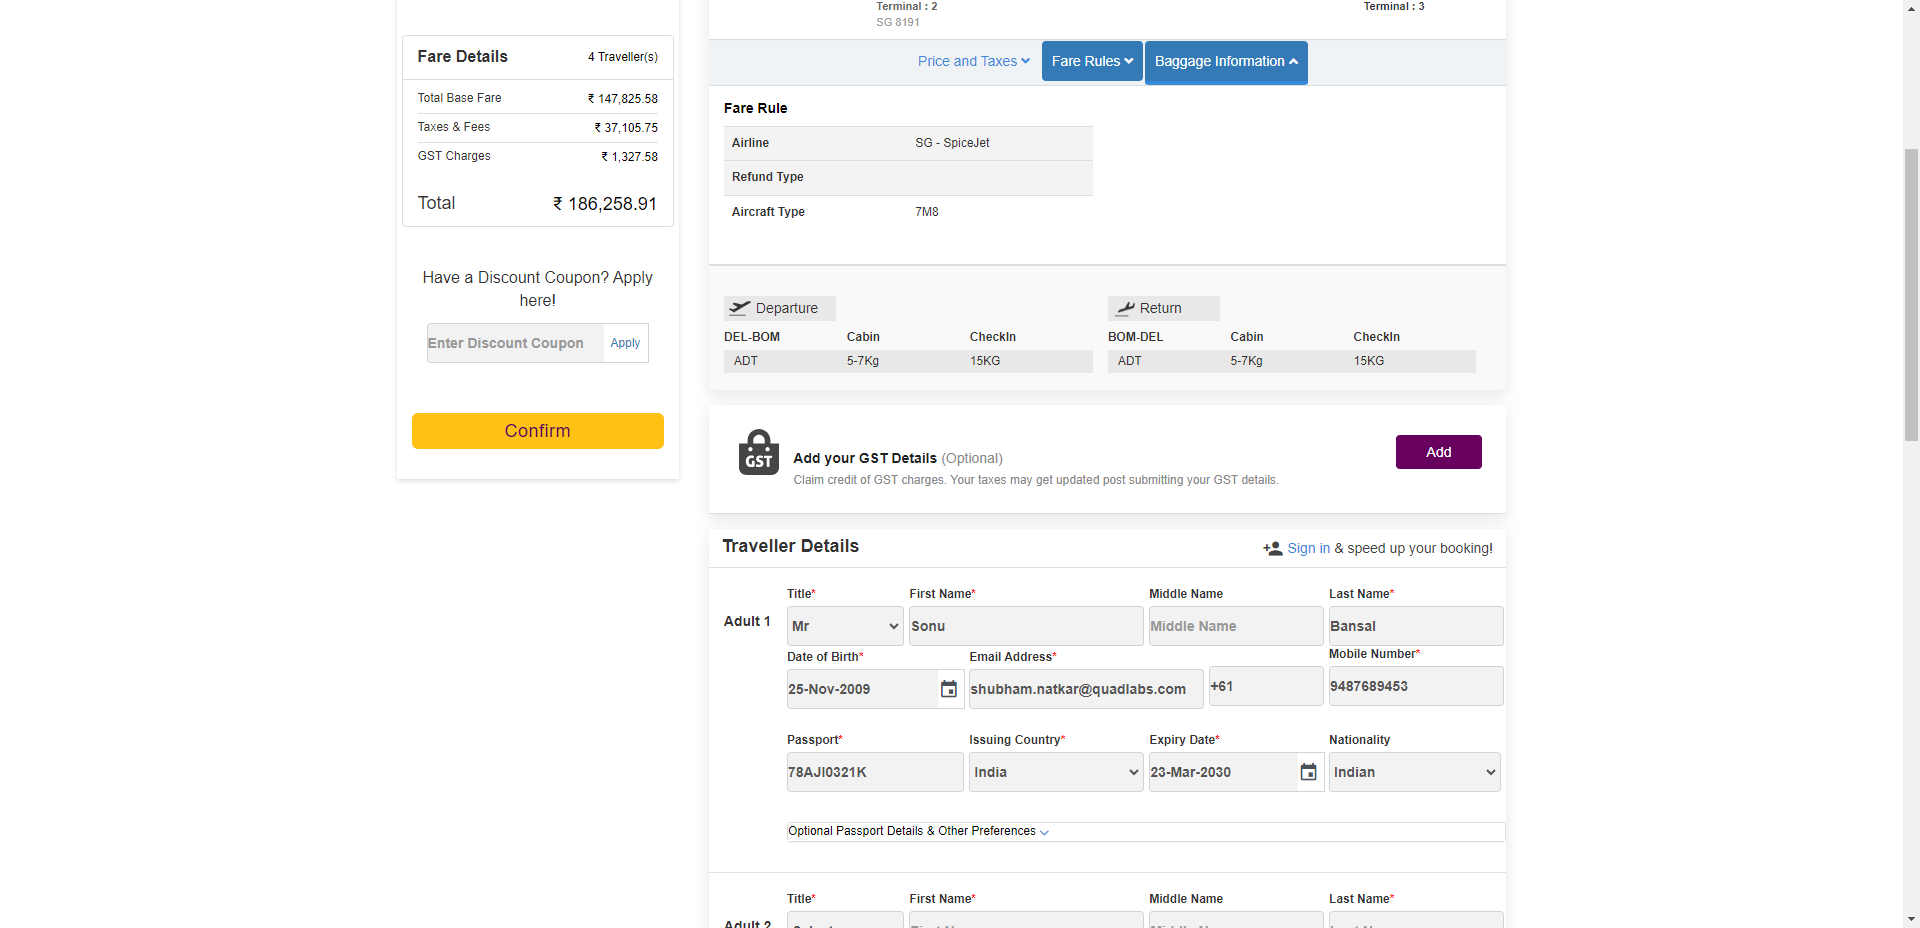 Terminal : 2
Terminal : 3
SG 8191
Fare Details
4 Traveller(s)
Total Base Fare
₹ 147,825.58
Taxes & Fees
₹ 37,105.75
GST Charges
₹ 1,327.58
Total
₹ 186,258.91
Have a Discount Coupon? Apply
here!
Enter Discount Coupon
Apply
Confirm
Price and Taxes
Fare Rules
Baggage Information
Fare Rule
Airline
SG - SpiceJet
Refund Type
Aircraft Type
7M8
Departure
DEL-BOM
Cabin
CheckIn
ADT
5-7Kg
15KG
Return
BOM-DEL
Cabin
CheckIn
ADT
5-7Kg
15KG
GST
Add your GST Details (Optional)
Claim credit of GST charges. Your taxes may get updated post submitting your GST details.
Add
Traveller Details
Sign in & speed up your booking!
Adult 1
Title*
First Name*
Middle Name
Last Name*
Mr
Sonu
Middle Name
Bansal
Date of Birth*
Email Address*
Mobile Number*
25-Nov-2009
shubham.natkar@quadlabs.com
+61
9487689453
Passport*
Issuing Country*
Expiry Date*
Nationality
78AJI0321K
India
23-Mar-2030
Indian
Optional Passport Details & Other Preferences
Title*
First Name*
Middle Name
Last Name*
Adult 2